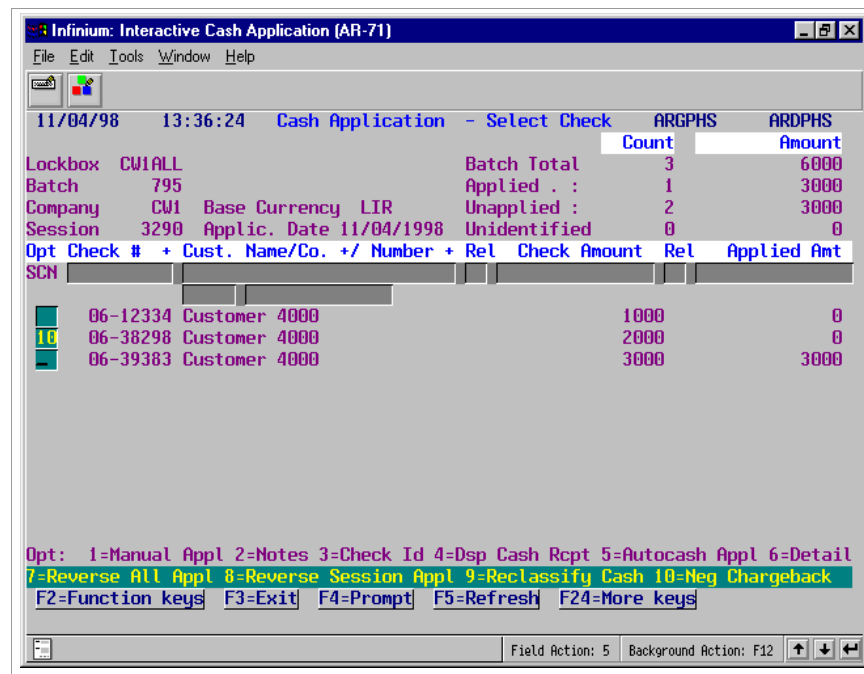 Infinium: Interactive Cash Application (AR-71)
File Edit Tools Window Help
11/04/98 13:36:24 Cash Application - Select Check ARGPHS ARDPHS
Count Amount
Lockbox CW1ALL Batch Total 3 6000
Batch 795 Applied . : 1 3000
Company CW1 Base Currency LIR Unapplied : 2 3000
Session 3290 Applic. Date 11/04/1998 Unidentified 0 0
Opt Check # + Cust. Name/Co. +/ Number + Rel Check Amount Rel Applied Amt
SCN
06-12334 Customer 4000 1000 0
10 06-38298 Customer 4000 2000 0
06-39383 Customer 4000 3000 3000
Opt: 1=Manual Appl 2=Notes 3=Check Id 4=Dsp Cash Rcpt 5=Autocash Appl 6=Detail
7=Reverse All Appl 8=Reverse Session Appl 9=Reclassify Cash 10=Neg Chargeback
F2=Function keys F3=Exit F4=Prompt F5=Refresh F24=More keys
Field Action: 5 Background Action: F12